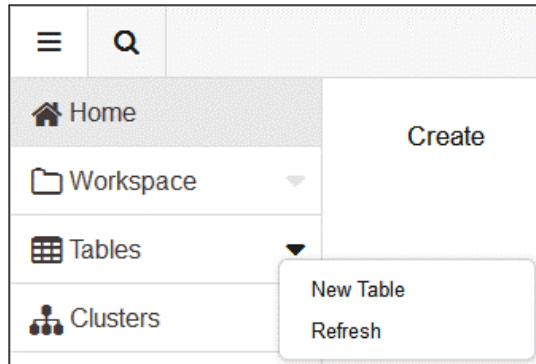 Home
Create
Workspace
Tables
New Table
Clusters
Refresh